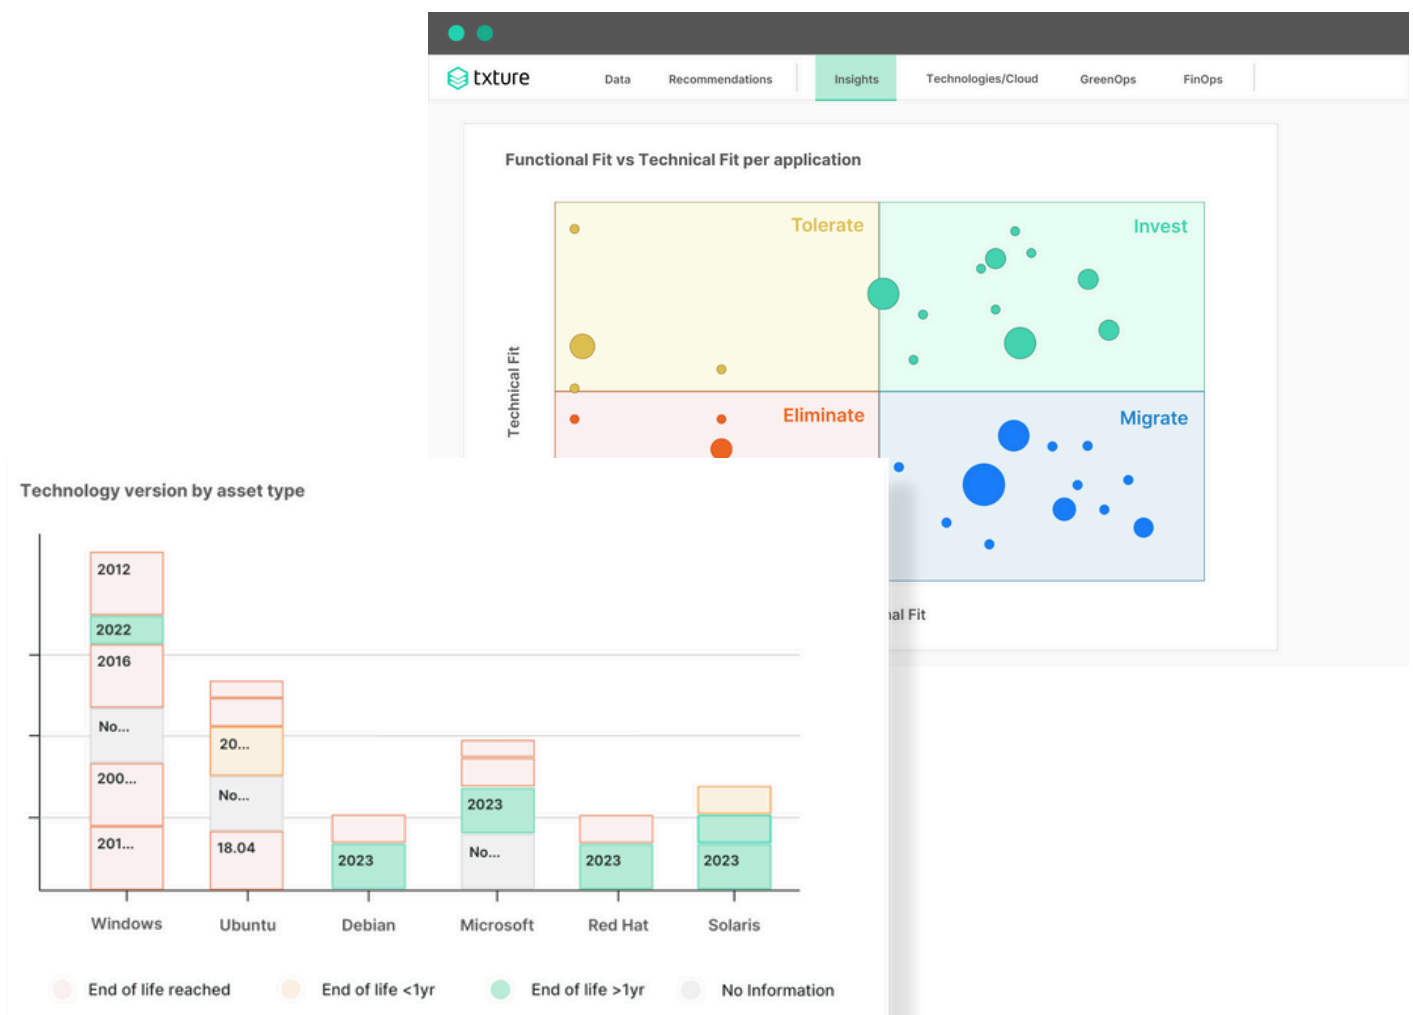 txture
Data
Recommendations
Insights
Technologies/Cloud
GreenOps
FinOps
Functional Fit vs Technical Fit per application
Tolerate
Invest
Technical Fit
Eliminate
Migrate
Fit
Technology version by asset type
2012
2022
2016
No...
200...
201...
20...
No...
18.04
2023
2023
No...
2023
2023
Windows
Ubuntu
Debian
Microsoft
Red Hat
Solaris
End of life reached
End of life <1yr
End of life >1yr
No Information